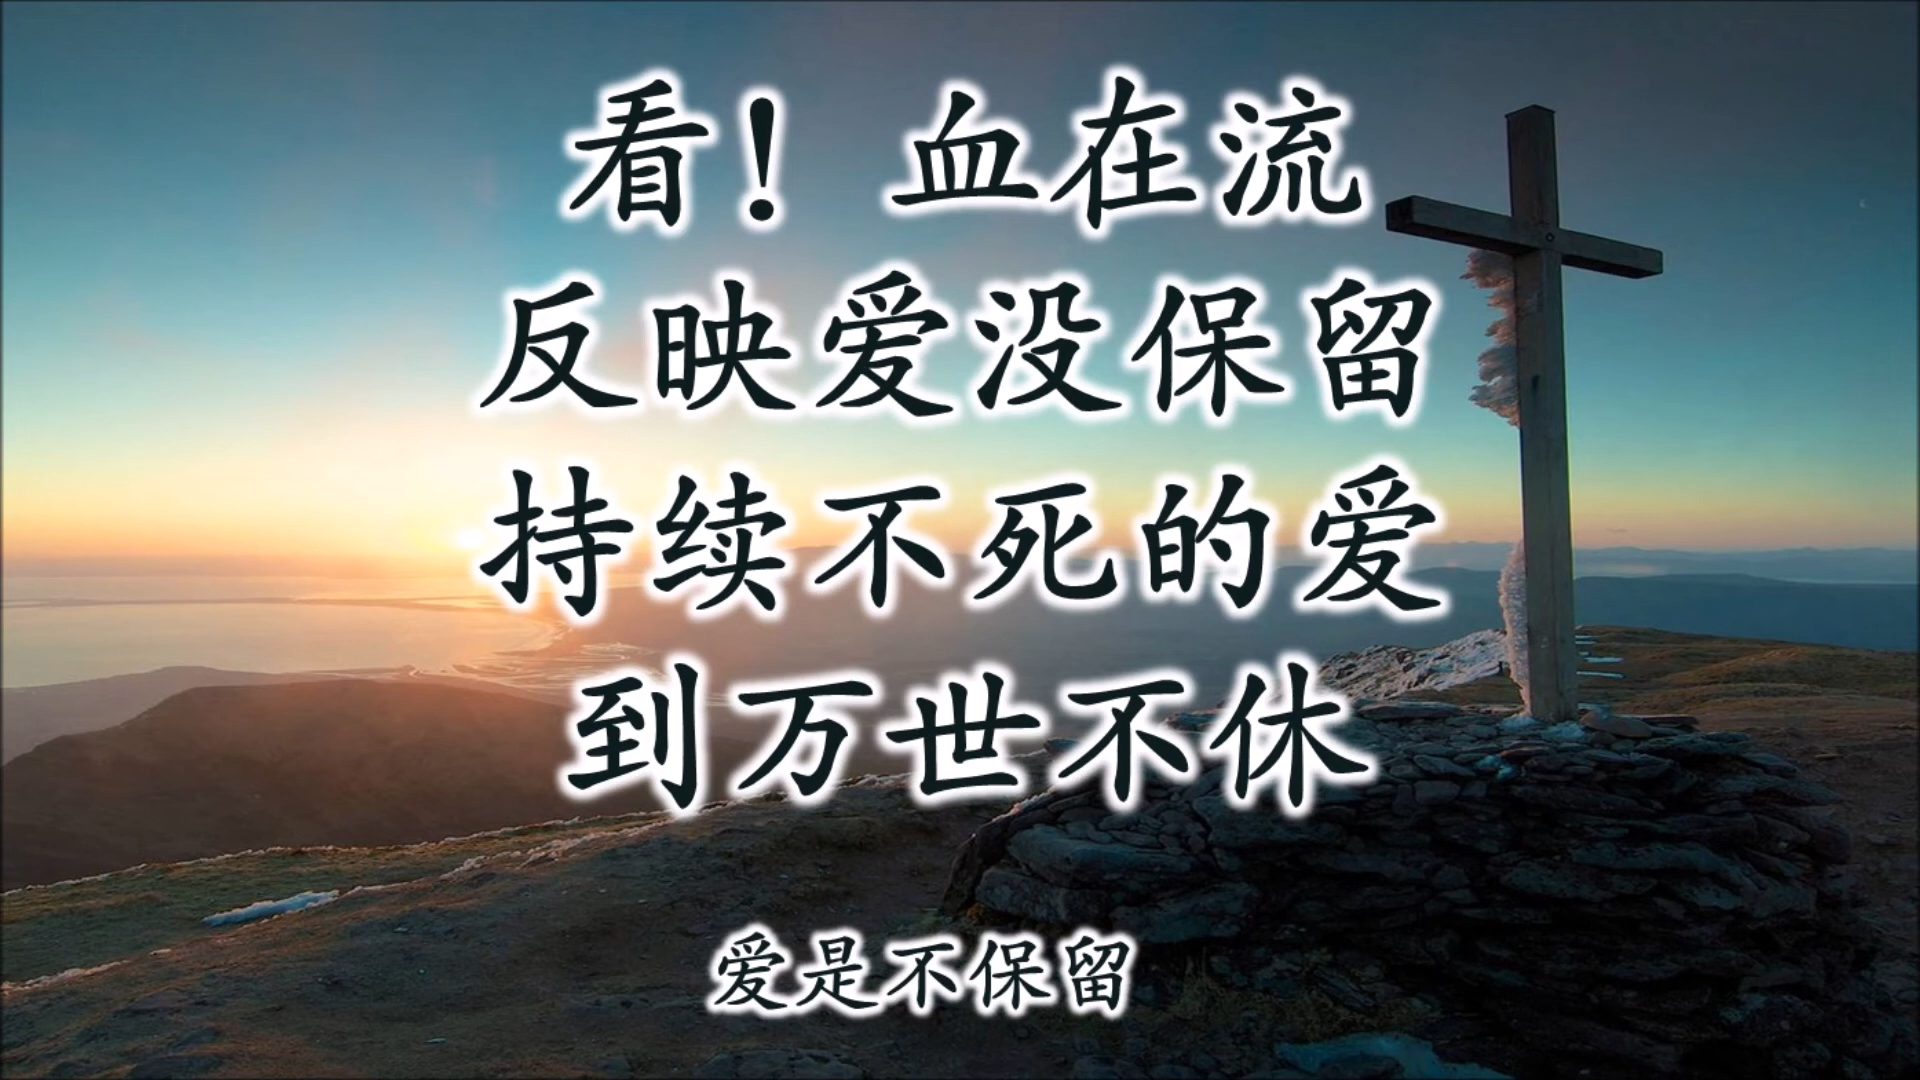 看！血在流
反映爱没保留
持续不死的爱
到万世不休
爱是不保留